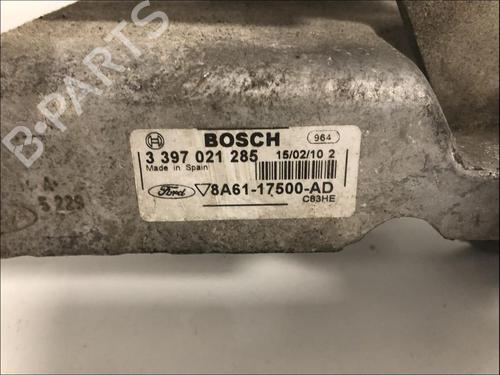 B-PARTS
BOSCH
964
3 397 021 285 15/02/10 2
Made in Spain
Ford 8A61-17500-AD
C83HE
5 229